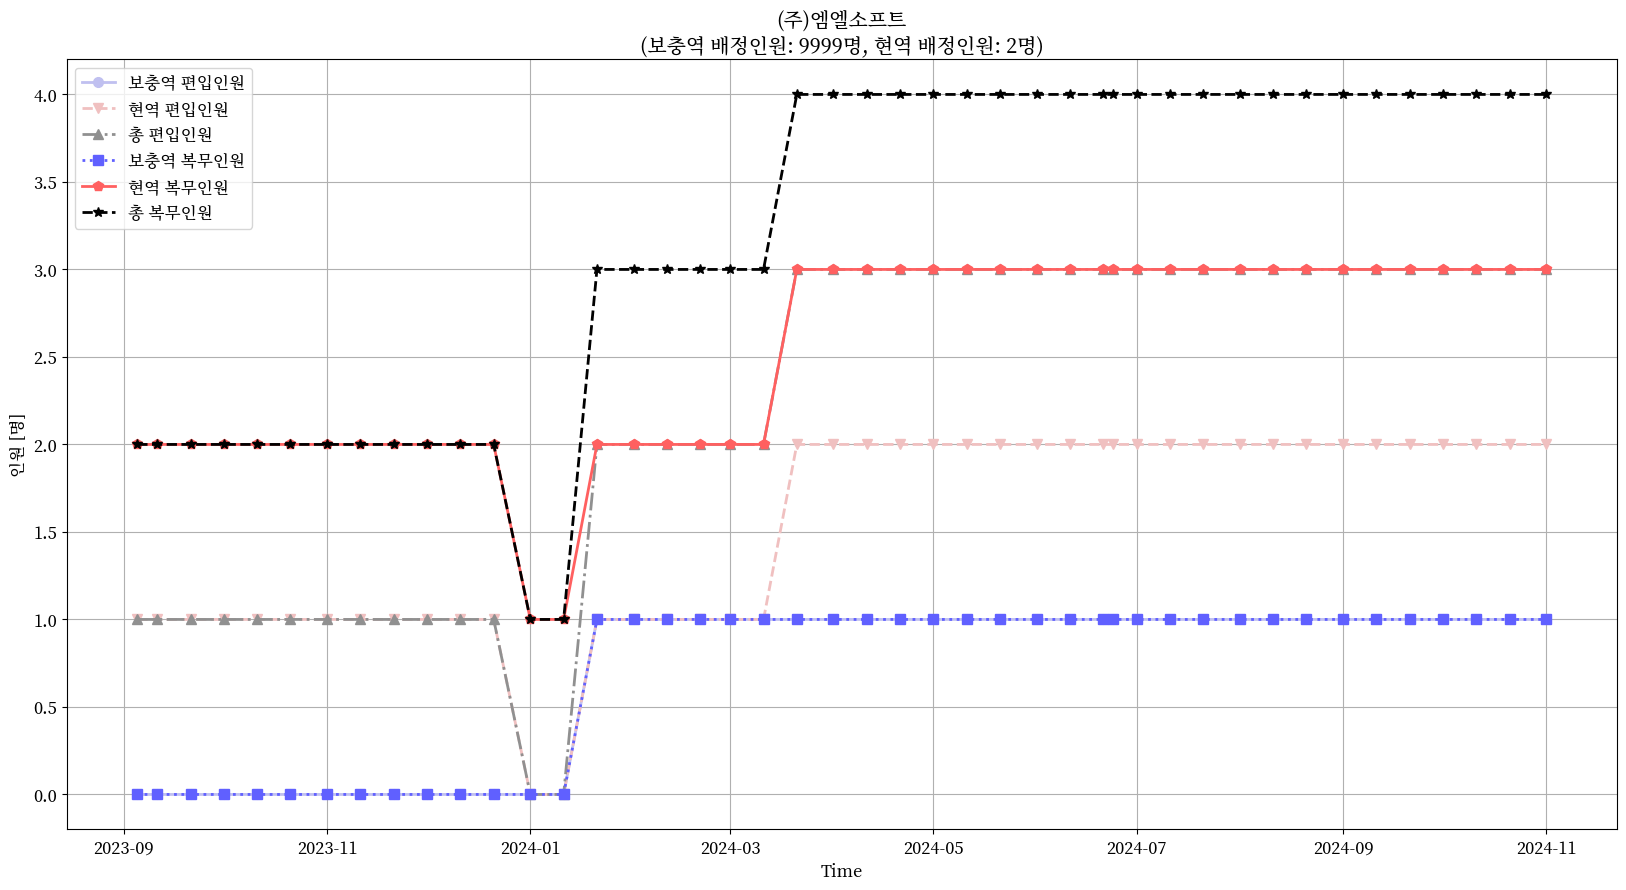 (주)엠엘소프트
(보충역 배정인원: 9999명, 현역 배정인원: 2명)
보충역 편입인원
현역 편입인원
총 편입인원
보충역 복무인원
현역 복무인원
총 복무인원
인원 [명]
4.0
3.5
3.0
2.5
2.0
1.5
1.0
0.5
0.0
2023-09 2023-11 2024-01 2024-03 2024-05 2024-07 2024-09 2024-11
Time